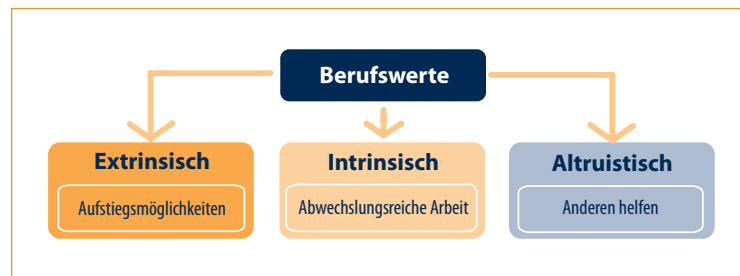 Berufswerte
Extrinsisch
Aufstiegsmöglichkeiten
Intrinsisch
Abwechslungsreiche Arbeit
Altruistisch
Anderen helfen